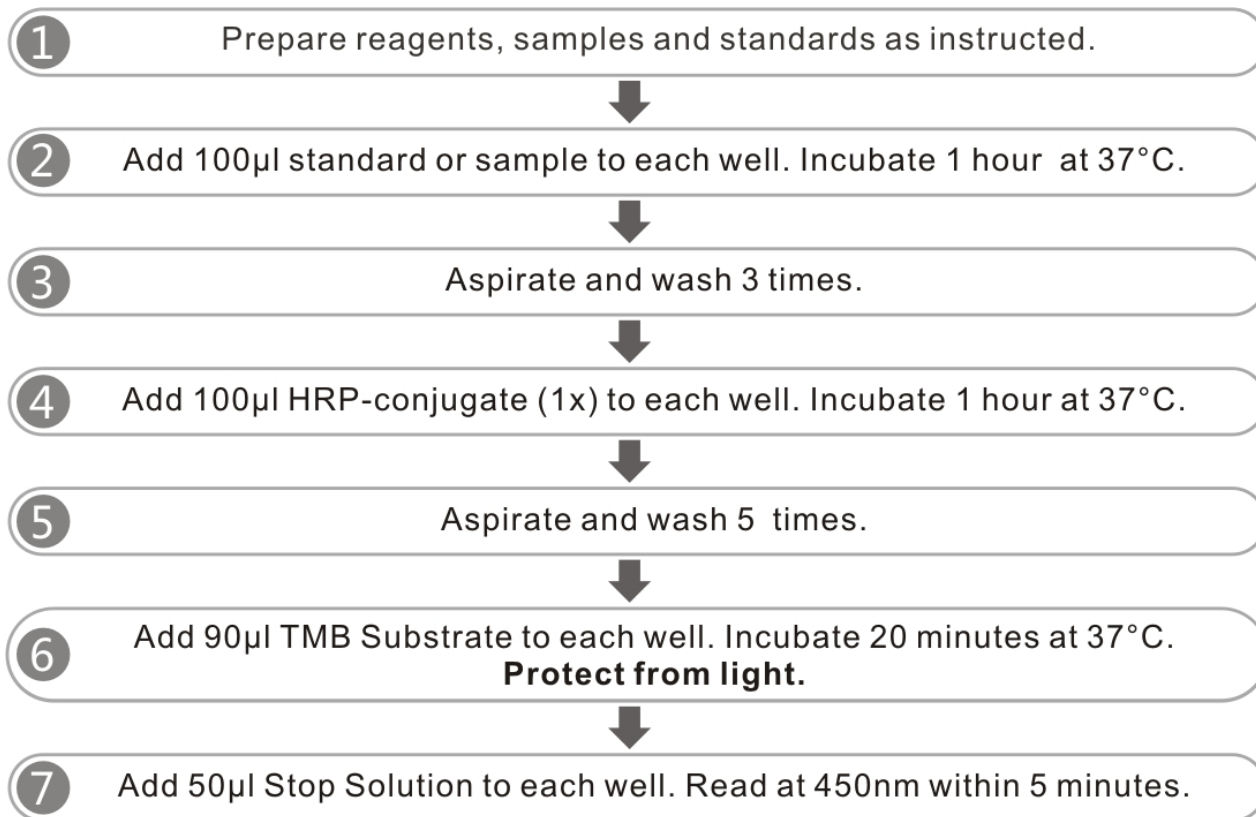 1 Prepare reagents, samples and standards as instructed.
2 Add 100µl standard or sample to each well. Incubate 1 hour at 37°C.
3 Aspirate and wash 3 times.
4 Add 100µl HRP-conjugate (1x) to each well. Incubate 1 hour at 37°C.
5 Aspirate and wash 5 times.
6 Add 90µl TMB Substrate to each well. Incubate 20 minutes at 37°C.
Protect from light.
7 Add 50µl Stop Solution to each well. Read at 450nm within 5 minutes.